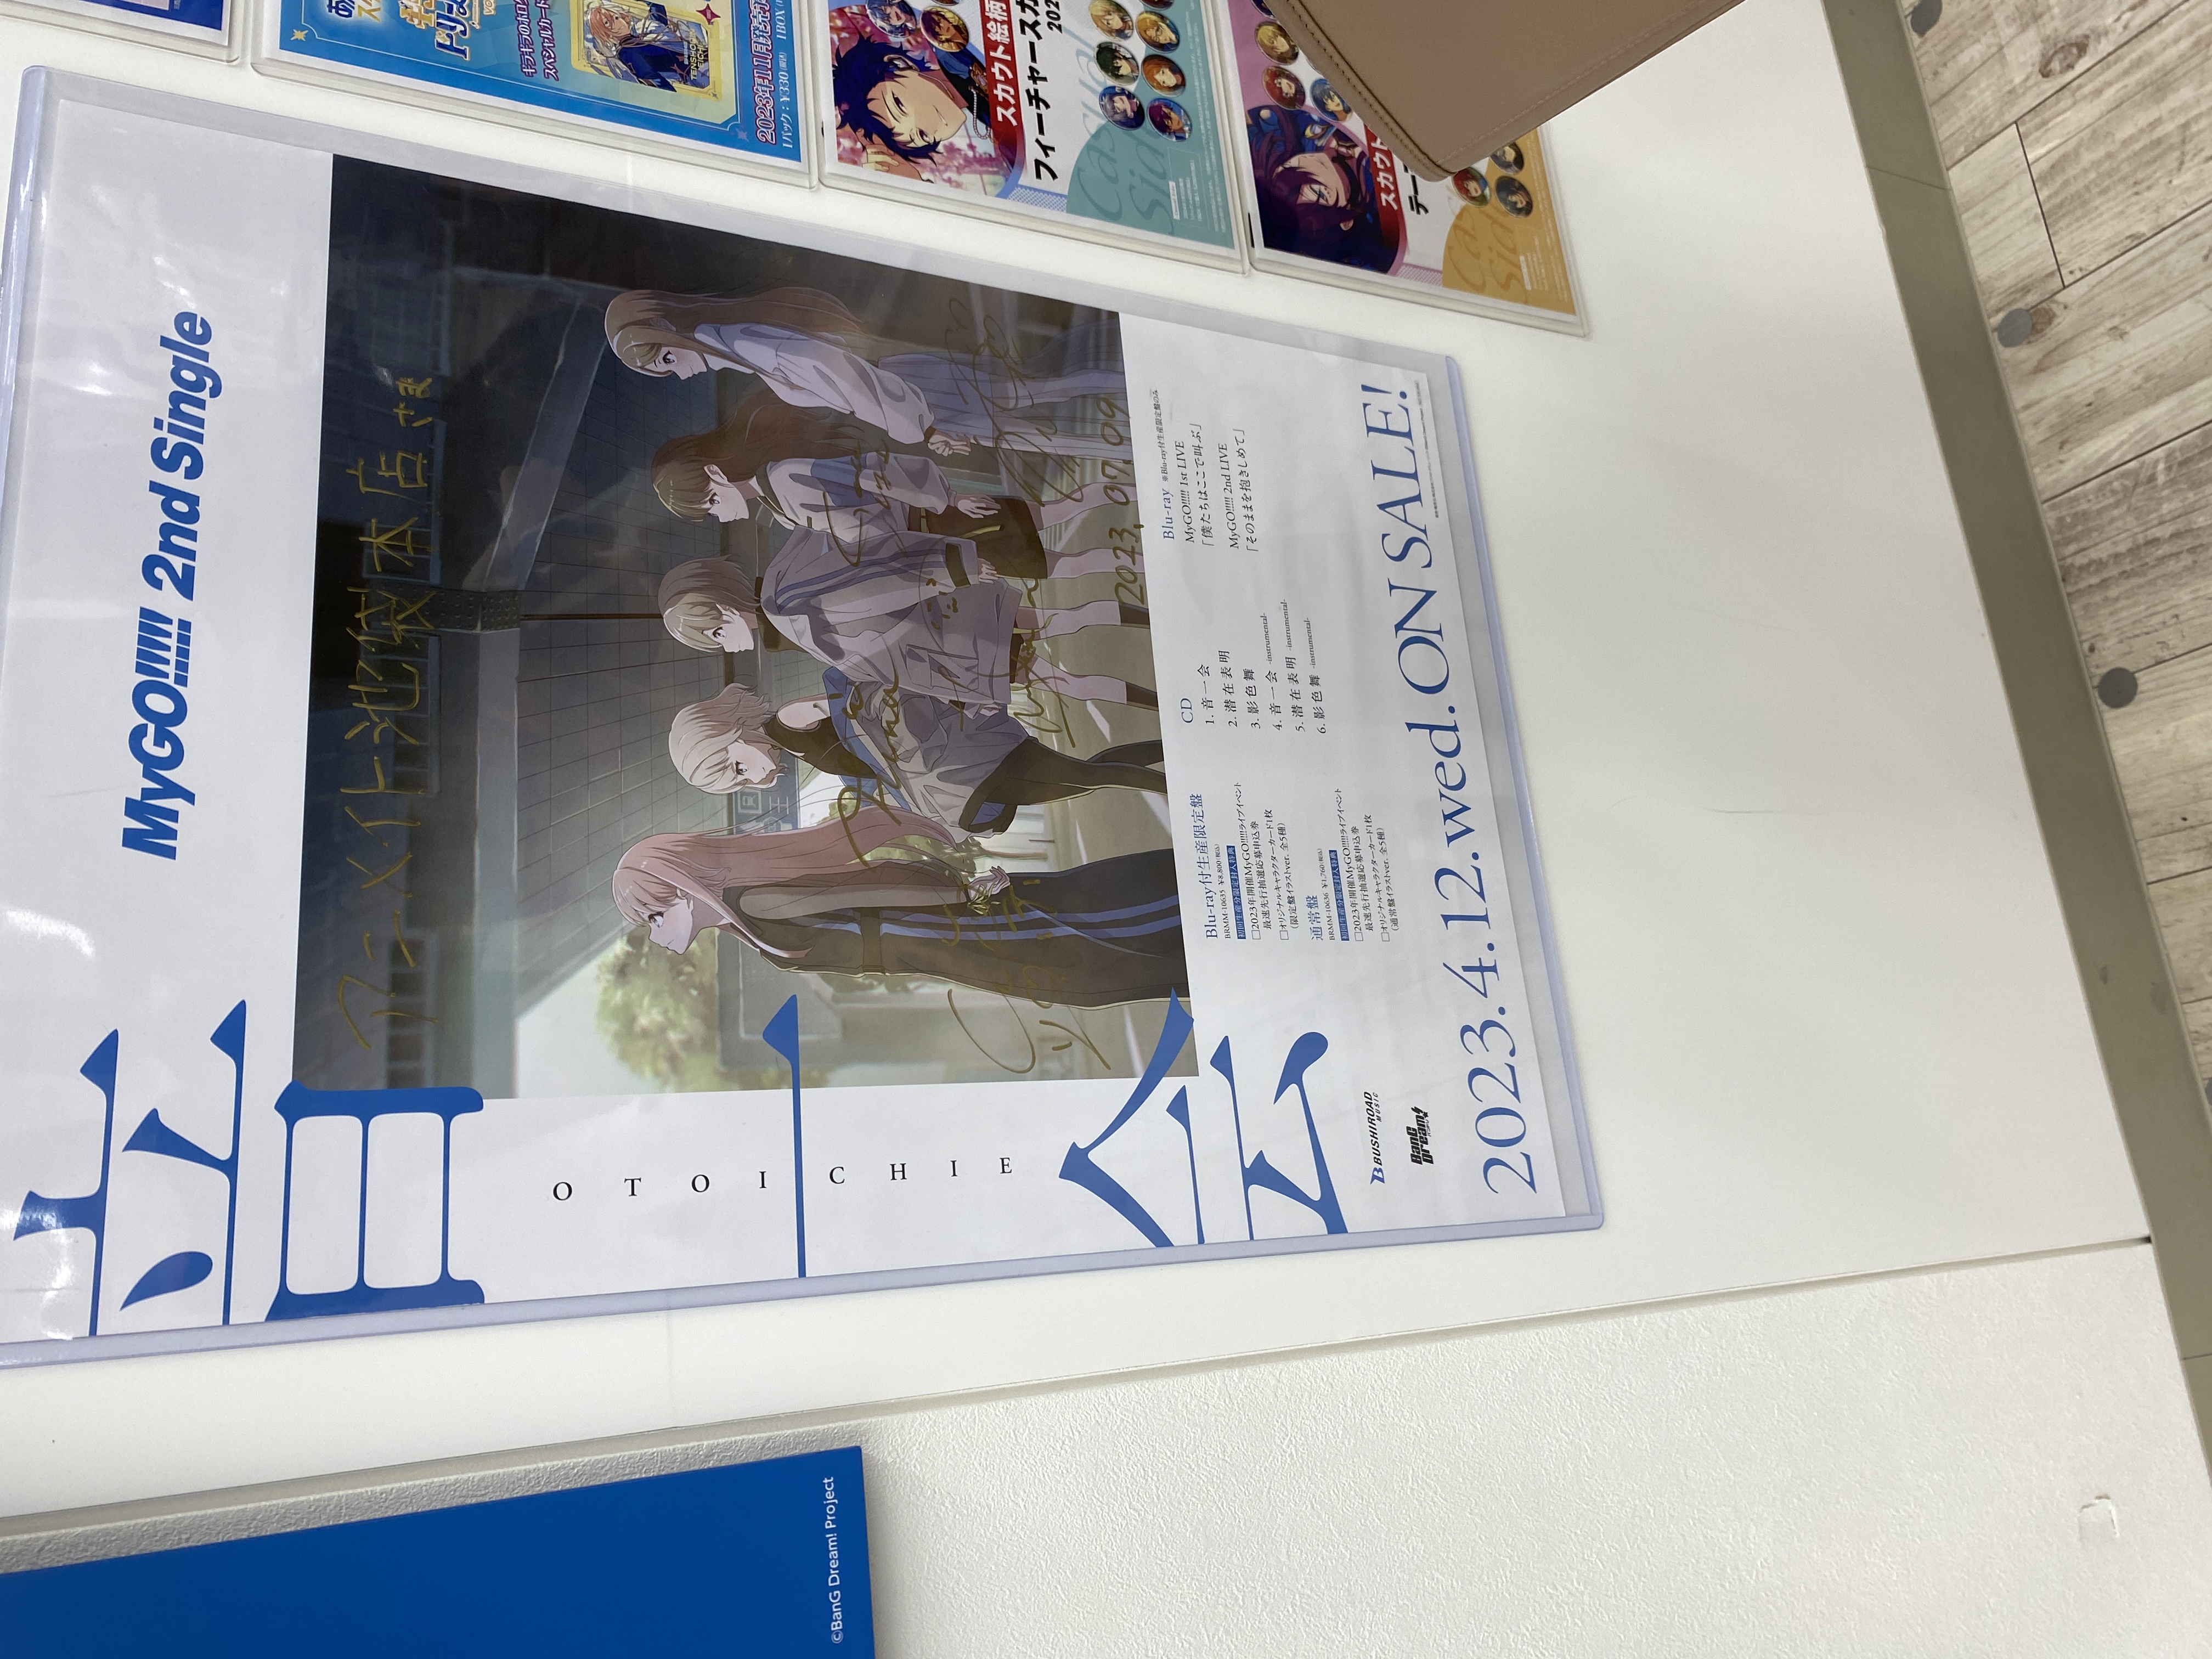 音一会
OTOICHIE
MyGO!!!!! 2nd Single
アニメイト池袋本店さま
2023.07.09
Blu-ray付生産限定盤
BRMM-10635 ¥8,800(税込)
初回生産分限定封入特典
□2023年開催MyGO!!!!!ライブイベント
最速先行抽選応募申込券
□オリジナルキャラクターカード1枚
(限定盤イラストver. 全5種)
通常盤
BRMM-10636 ¥1,760(税込)
初回生産分限定封入特典
□2023年開催MyGO!!!!!ライブイベント
最速先行抽選応募申込券
□オリジナルキャラクターカード1枚
(通常盤イラストver. 全5種)
CD
1. 音一会
2. 潜在表明
3. 影色舞
4. 音一会 -instrumental-
5. 潜在表明 -instrumental-
6. 影色舞 -instrumental-
Blu-ray ※Blu-ray付生産限定盤のみ
MyGO!!!!! 1st LIVE
「僕たちはここで叫ぶ」
MyGO!!!!! 2nd LIVE
「そのままを抱きしめて」
BUSHIROAD
MUSIC
BanG
Dream!
2023.4.12.wed. ON SALE!
©BanG Dream! Project
ギラギラのホロ
スペシャルカード
2023年11月発売
1パック:¥330(税込) 1BOX
スカウト絵柄
フィーチャースカ
202
Casual
Side
スカウト
テー